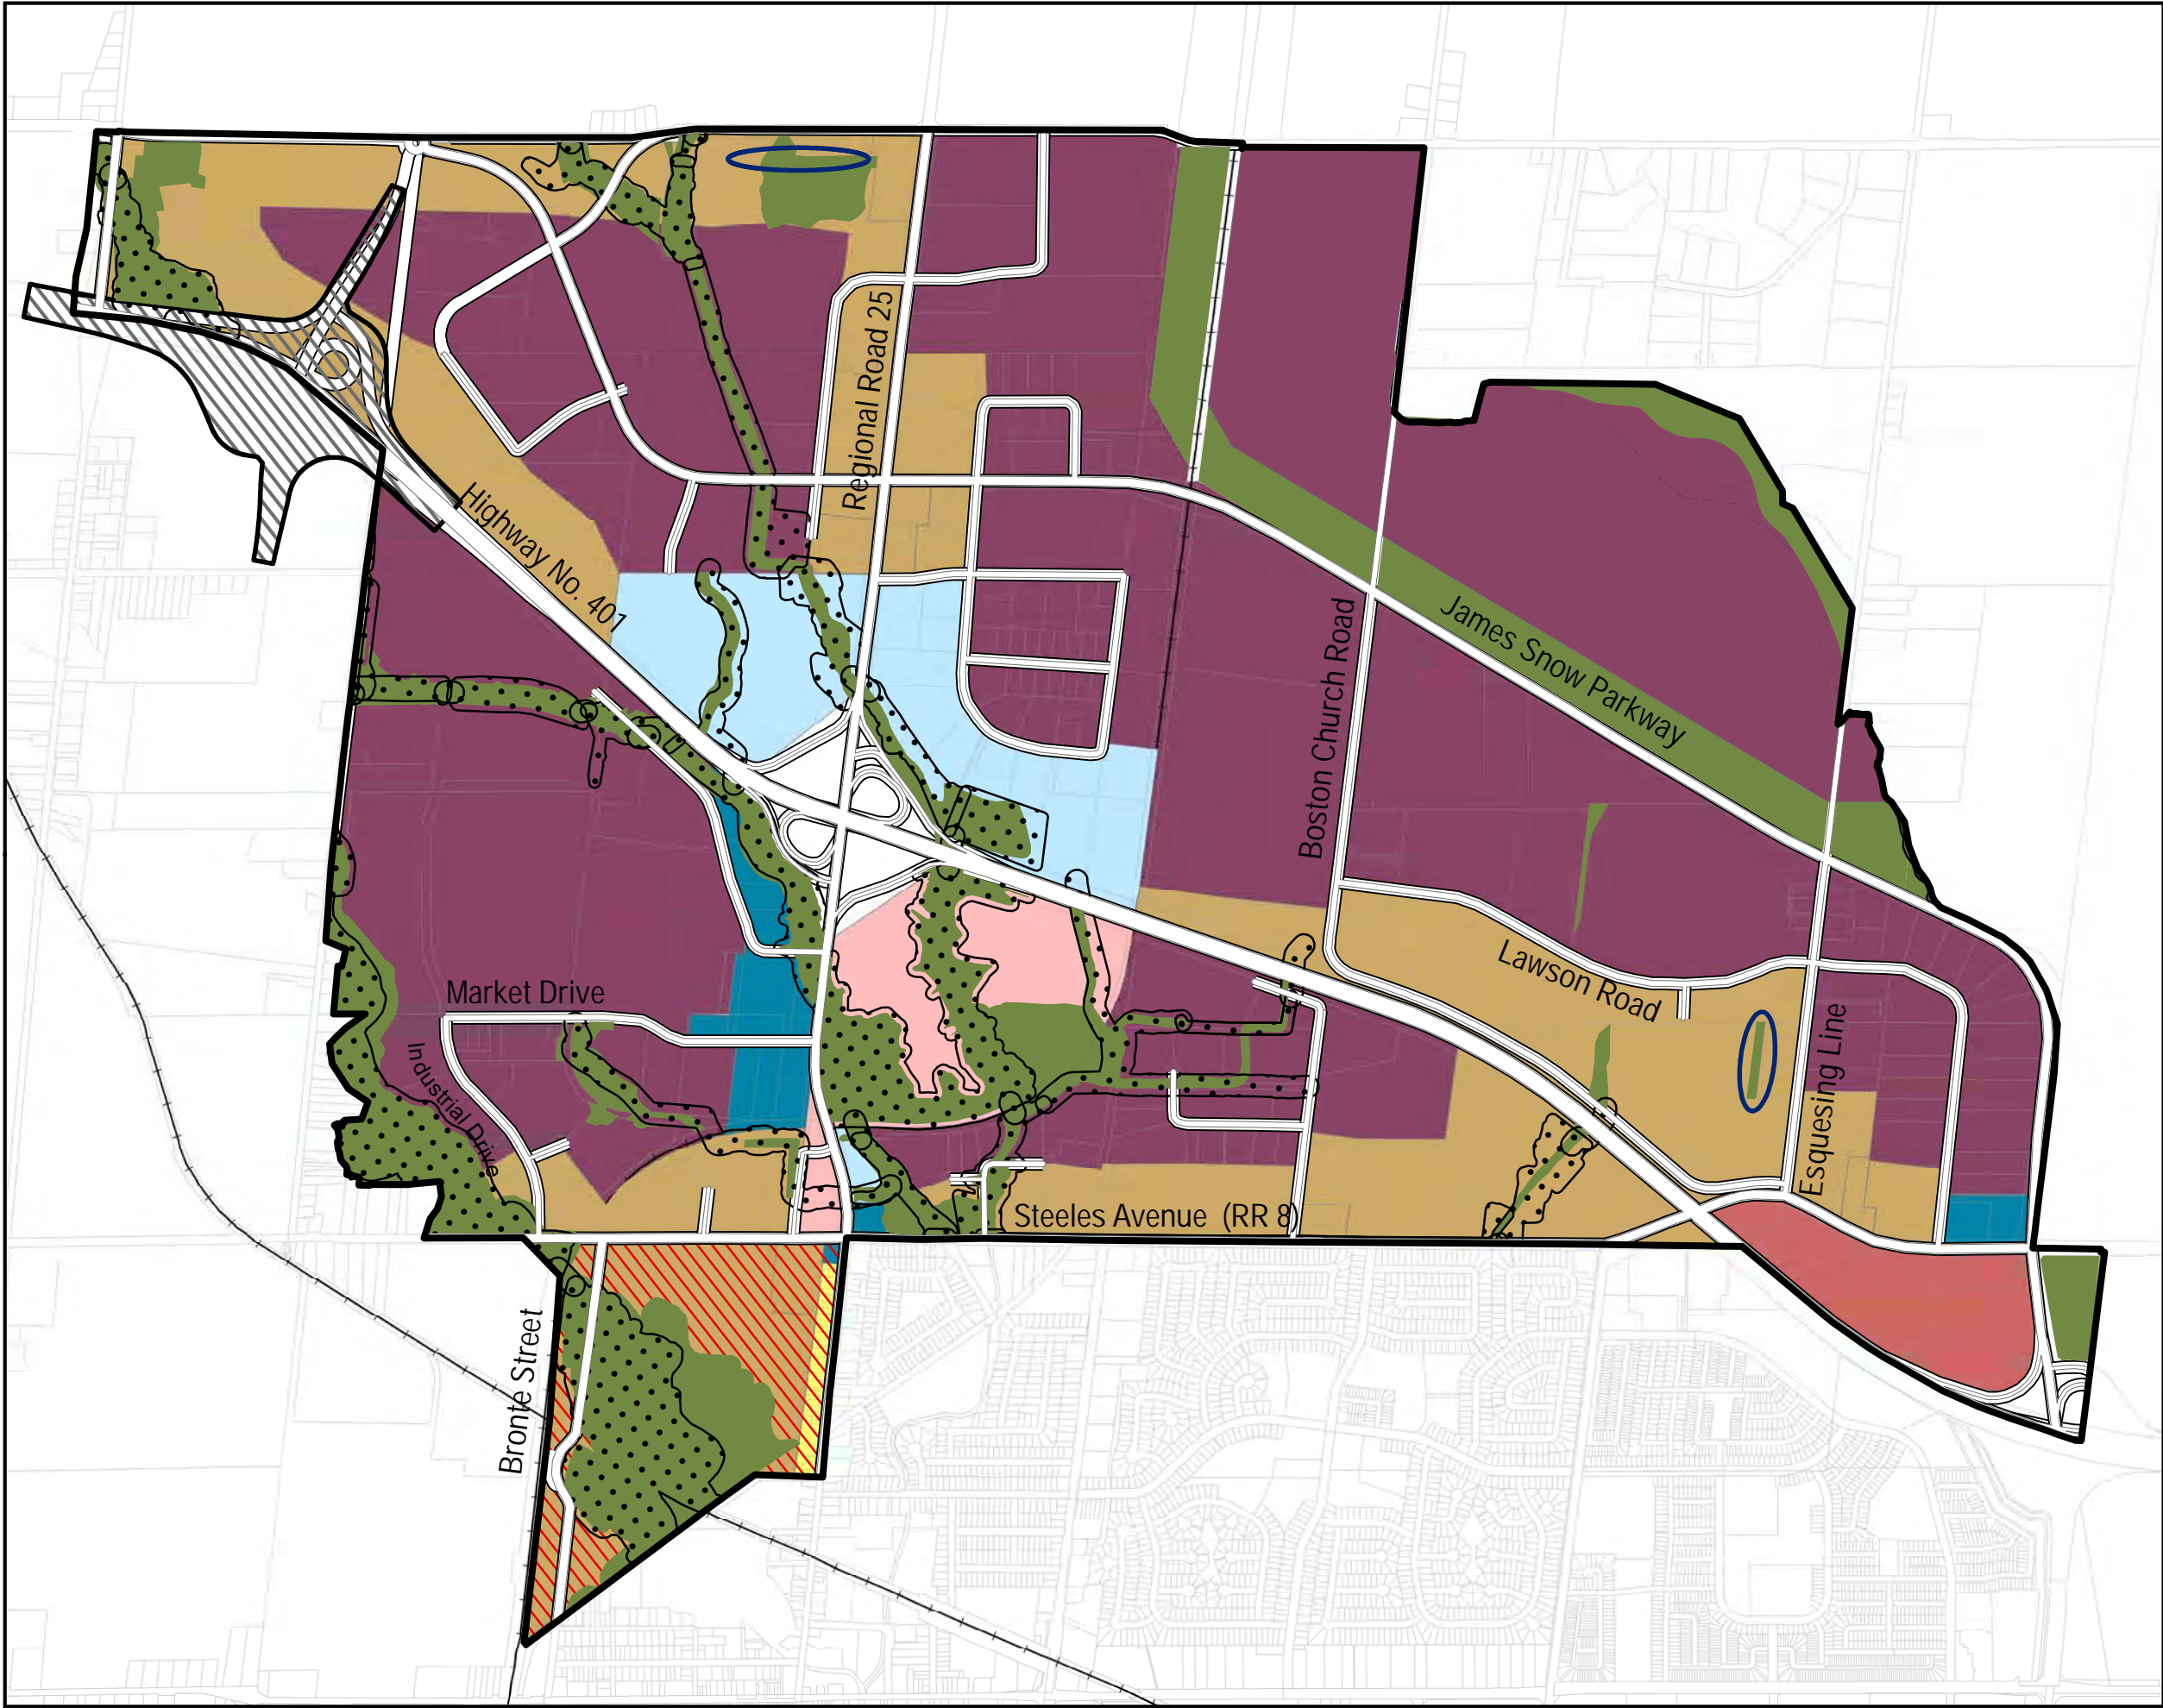 Regional Road 25
Highway No. 401
James Snow Parkway
Boston Church Road
Lawson Road
Market Drive
Industrial Drive
Esquesing Line
Steeles Avenue (RR 8)
Bronte Street